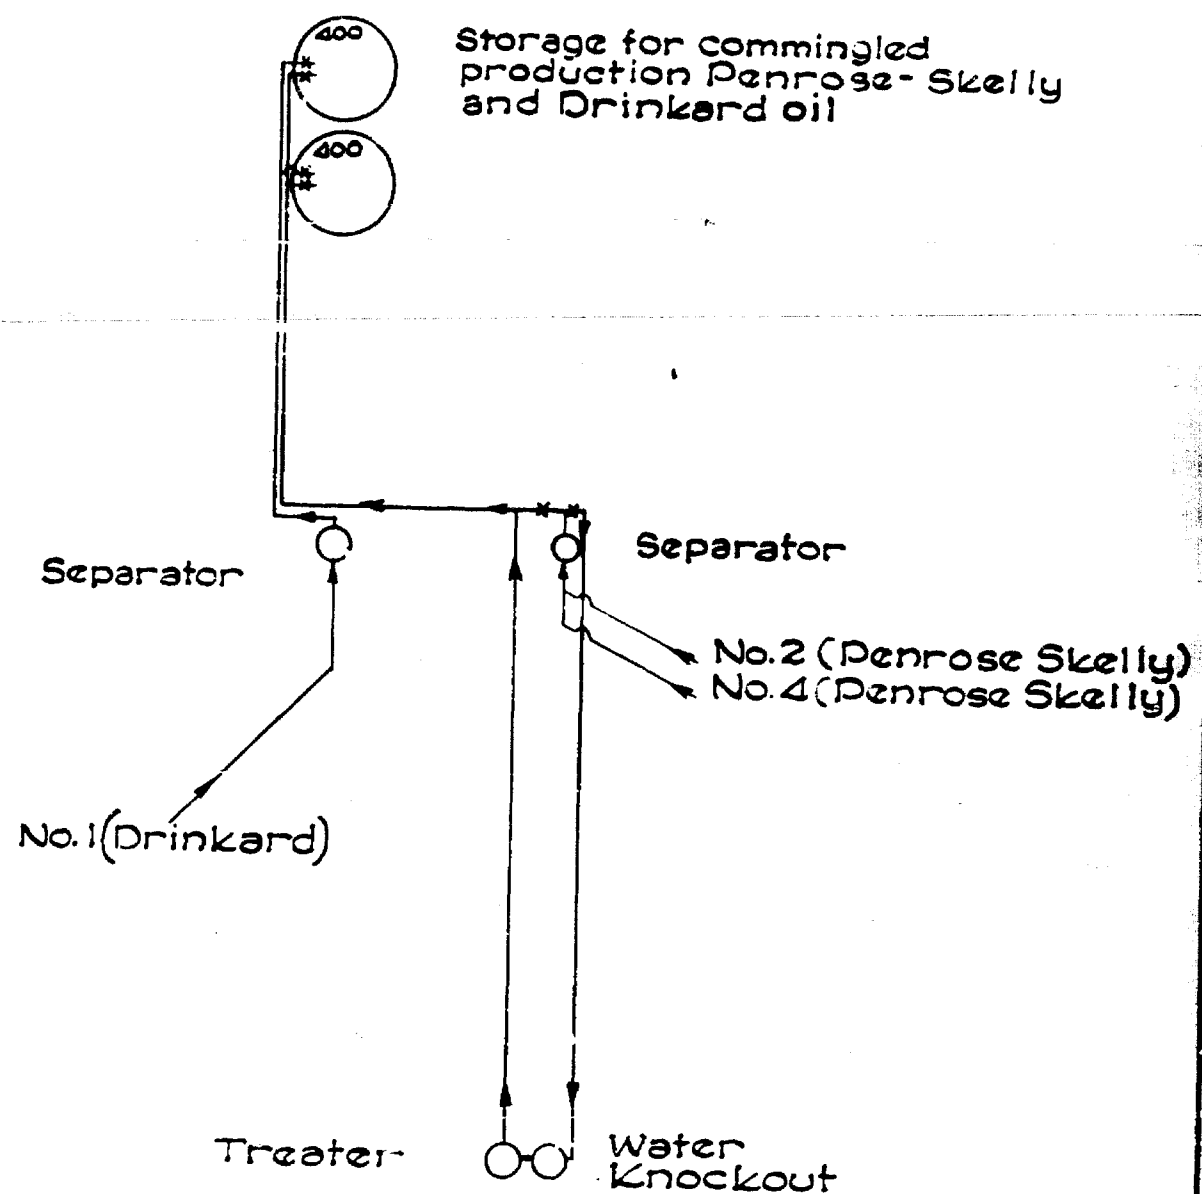 400
Storage for commingled
production Penrose-Skelly
and Drinkard oil
400
Separator
Separator
No.2 (Penrose Skelly)
No.4 (Penrose Skelly)
No.1 (Drinkard)
Treater
Water
Knockout